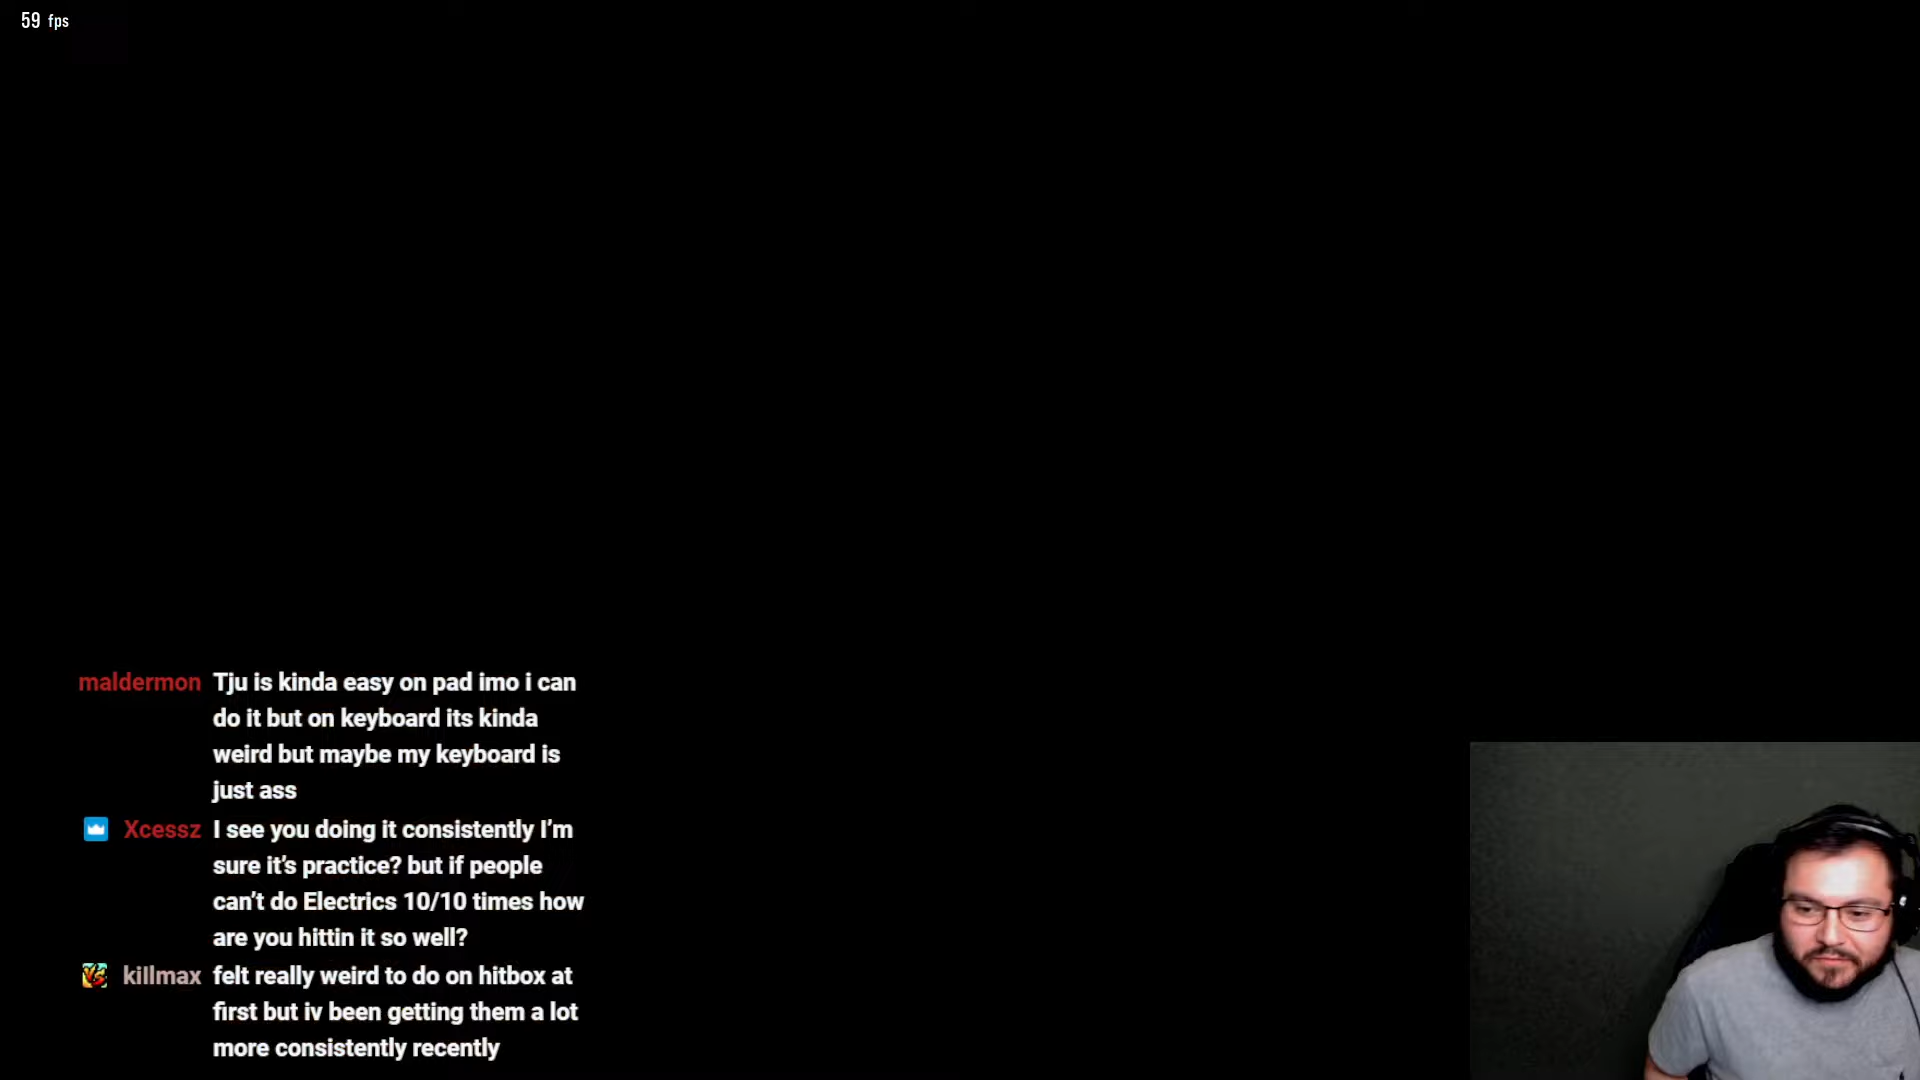 59 fps
maldermon Tju is kinda easy on pad imo i can
do it but on keyboard its kinda
weird but maybe my keyboard is
just ass
Xcessz I see you doing it consistently I’m
sure it’s practice? but if people
can’t do Electrics 10/10 times how
are you hittin it so well?
killmax felt really weird to do on hitbox at
first but iv been getting them a lot
more consistently recently